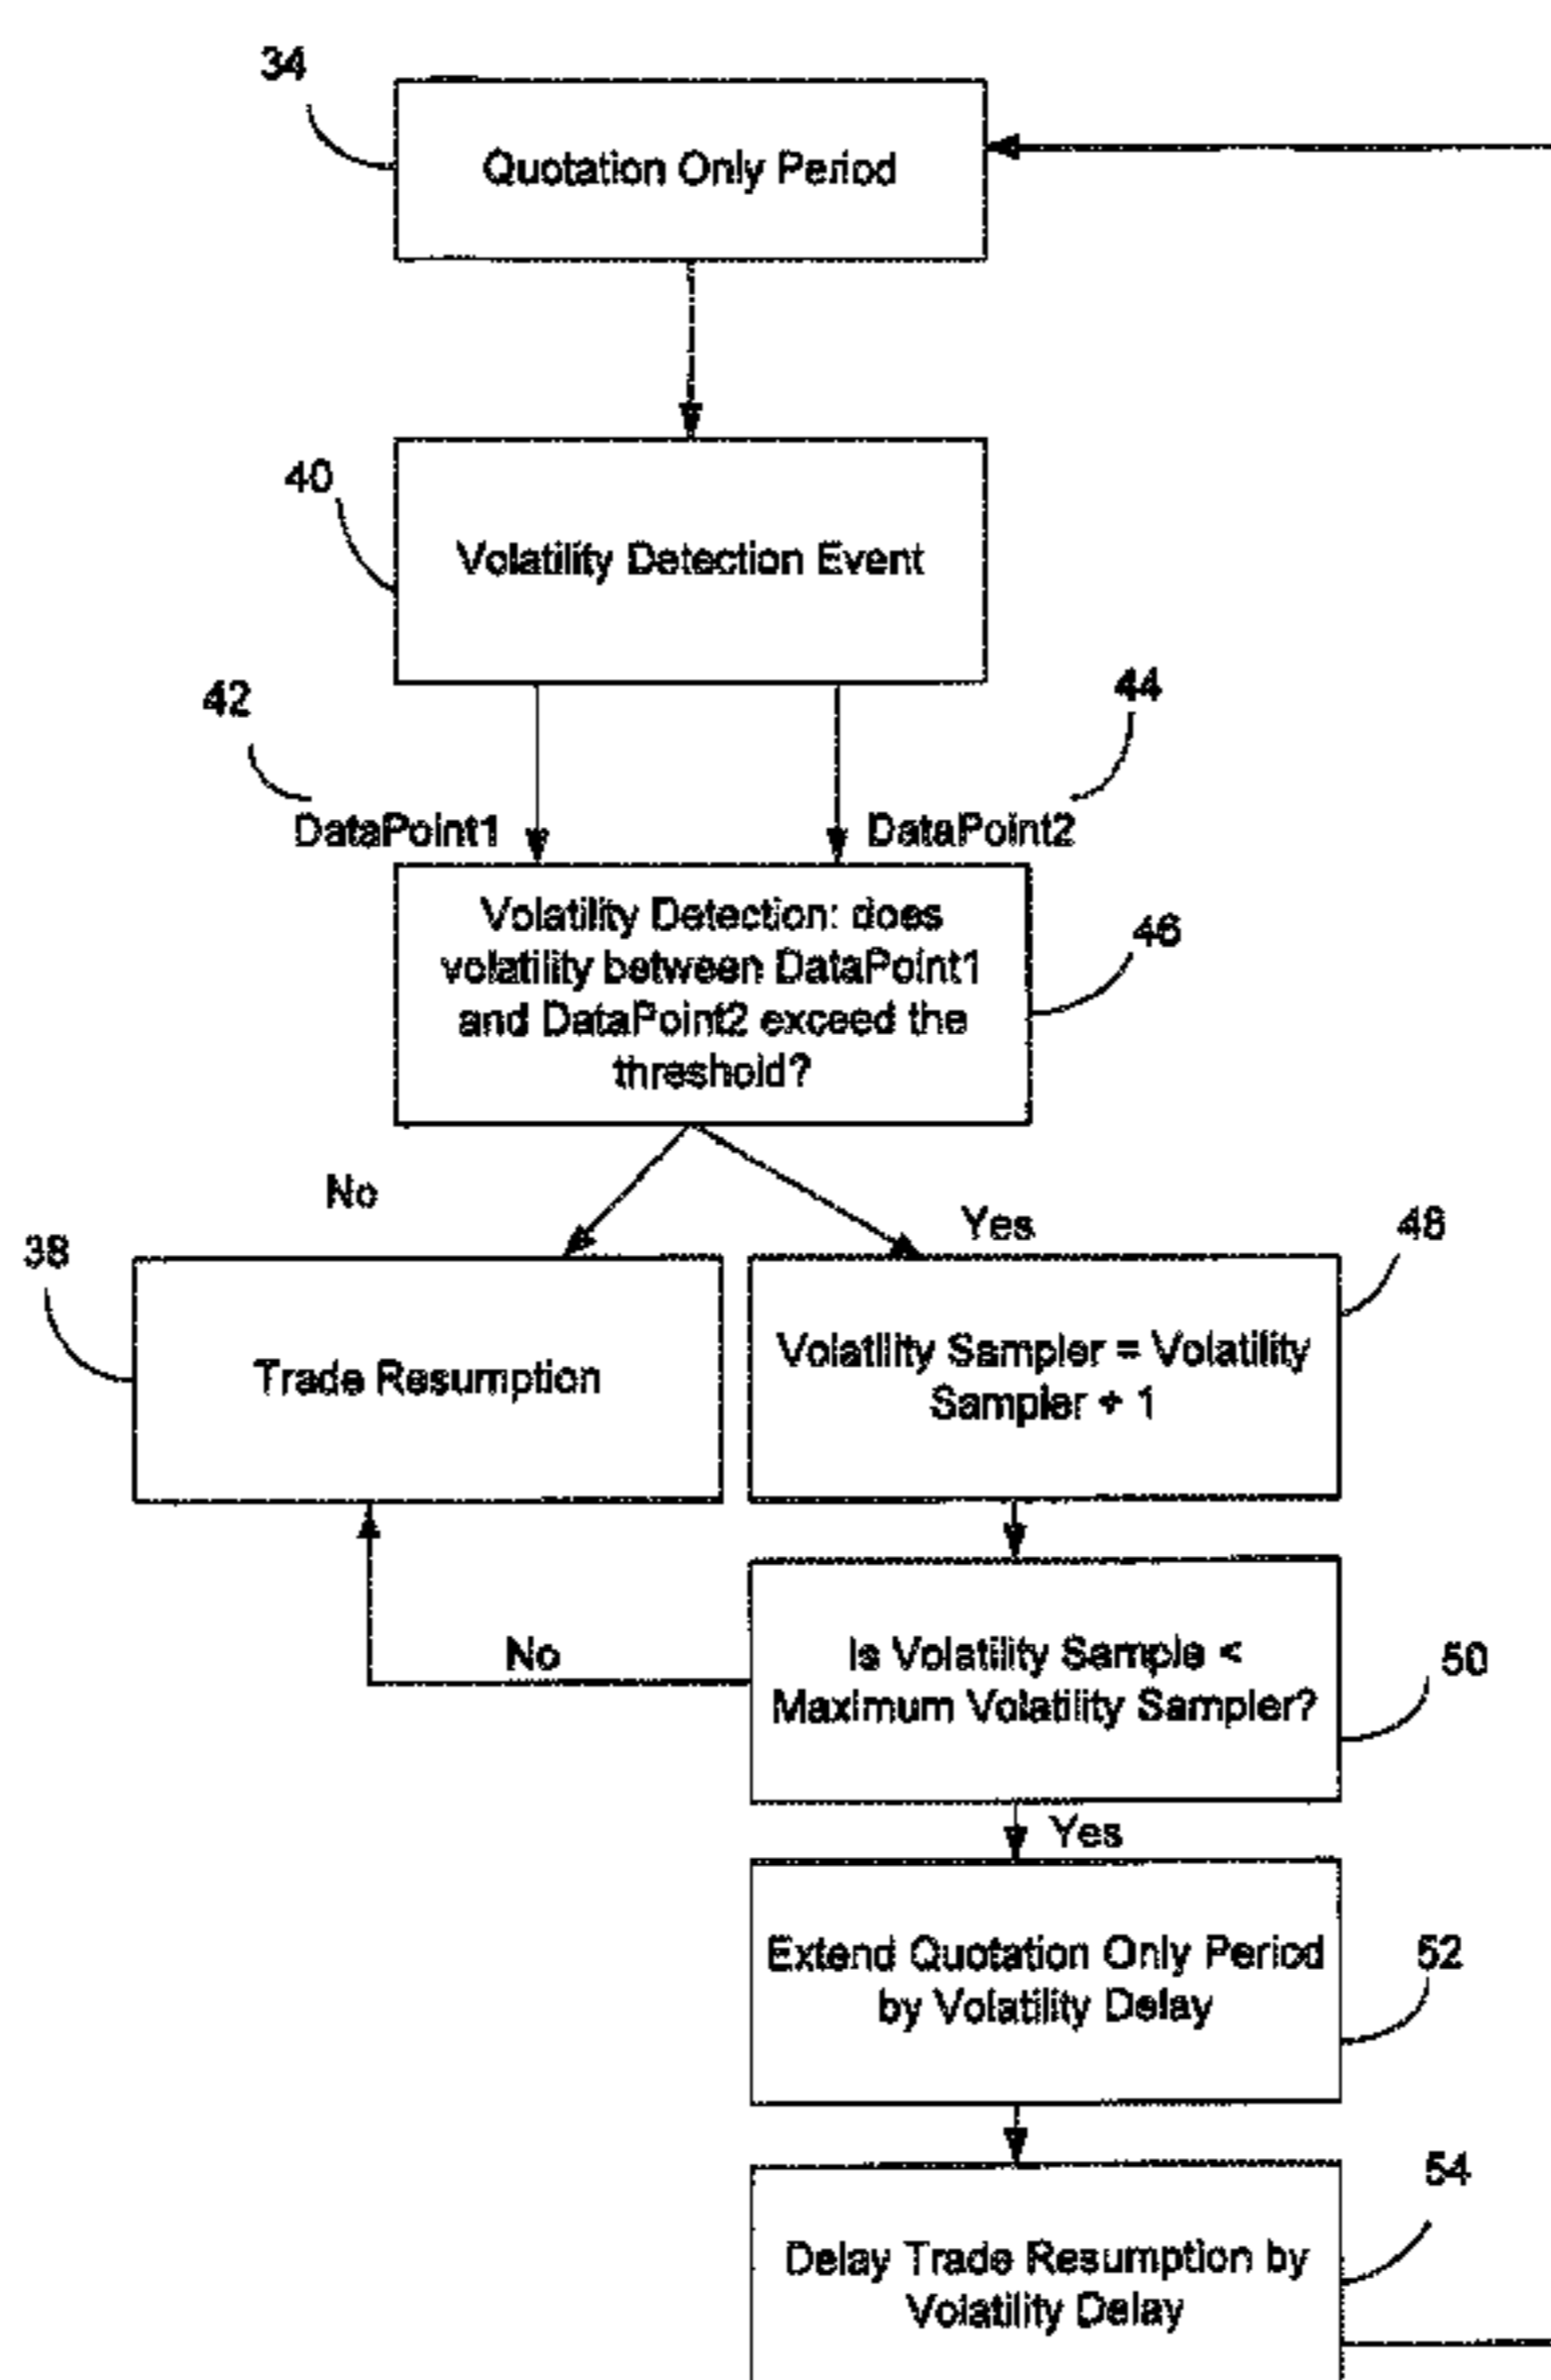 34
Quotation Only Period
40
Volatility Detection Event
42
44
DataPoint1
DataPoint2
Volatility Detection: does
volatility between DataPoint1
and DataPoint2 exceed the
threshold?
46
No
Yes
38
48
Trade Resumption
Volatility Sampler = Volatility
Sampler + 1
No
Is Volatility Sample <
Maximum Volatility Sampler?
50
Yes
Extend Quotation Only Period
by Volatility Delay
52
54
Delay Trade Resumption by
Volatility Delay